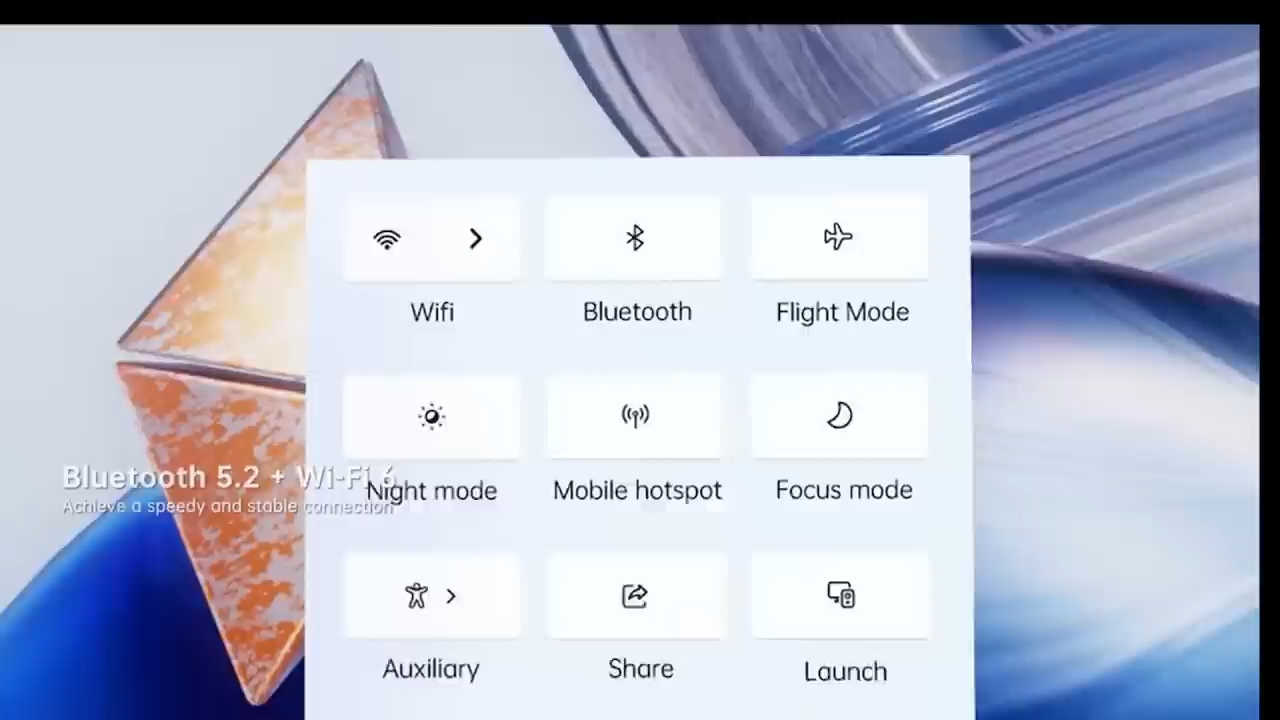 Wifi
Bluetooth
Flight Mode
Bluetooth 5.2 + Wi-Fi 6
Achieve a speedy and stable connection
Night mode
Mobile hotspot
Focus mode
Auxiliary
Share
Launch